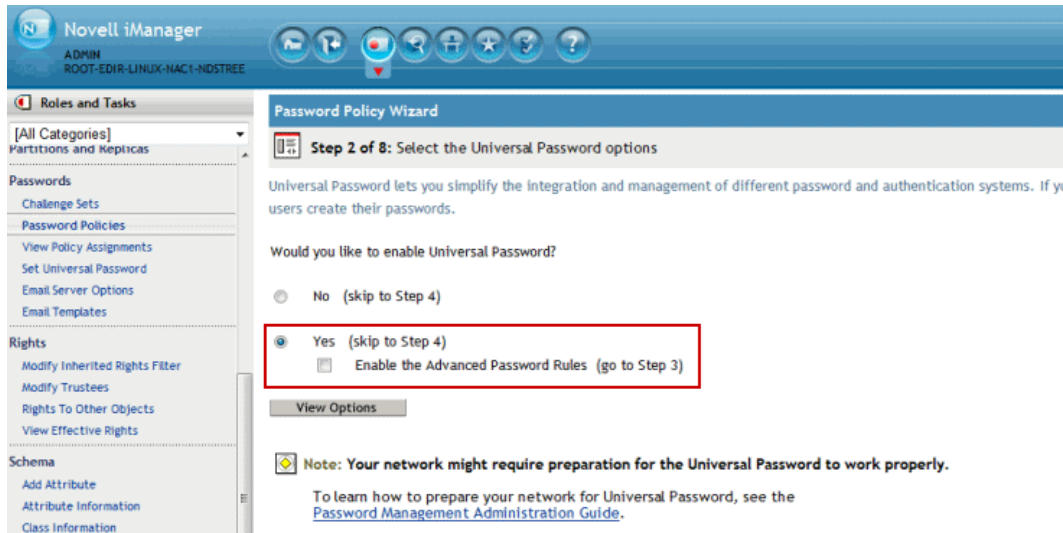 Novell iManager
ADMIN
ROOT-EDIR-LINUX-NAC1-NDSTREE
Roles and Tasks
[All Categories]
Partitions and Replicas
Passwords
Challenge Sets
Password Policies
View Policy Assignments
Set Universal Password
Email Server Options
Email Templates
Rights
Modify Inherited Rights Filter
Modify Trustees
Rights To Other Objects
View Effective Rights
Schema
Add Attribute
Attribute Information
Class Information
Password Policy Wizard
Step 2 of 8: Select the Universal Password options
Universal Password lets you simplify the integration and management of different password and authentication systems. If
users create their passwords.
Would you like to enable Universal Password?
No (skip to Step 4)
Yes (skip to Step 4)
Enable the Advanced Password Rules (go to Step 3)
View Options
Note: Your network might require preparation for the Universal Password to work properly.
To learn how to prepare your network for Universal Password, see the
Password Management Administration Guide.